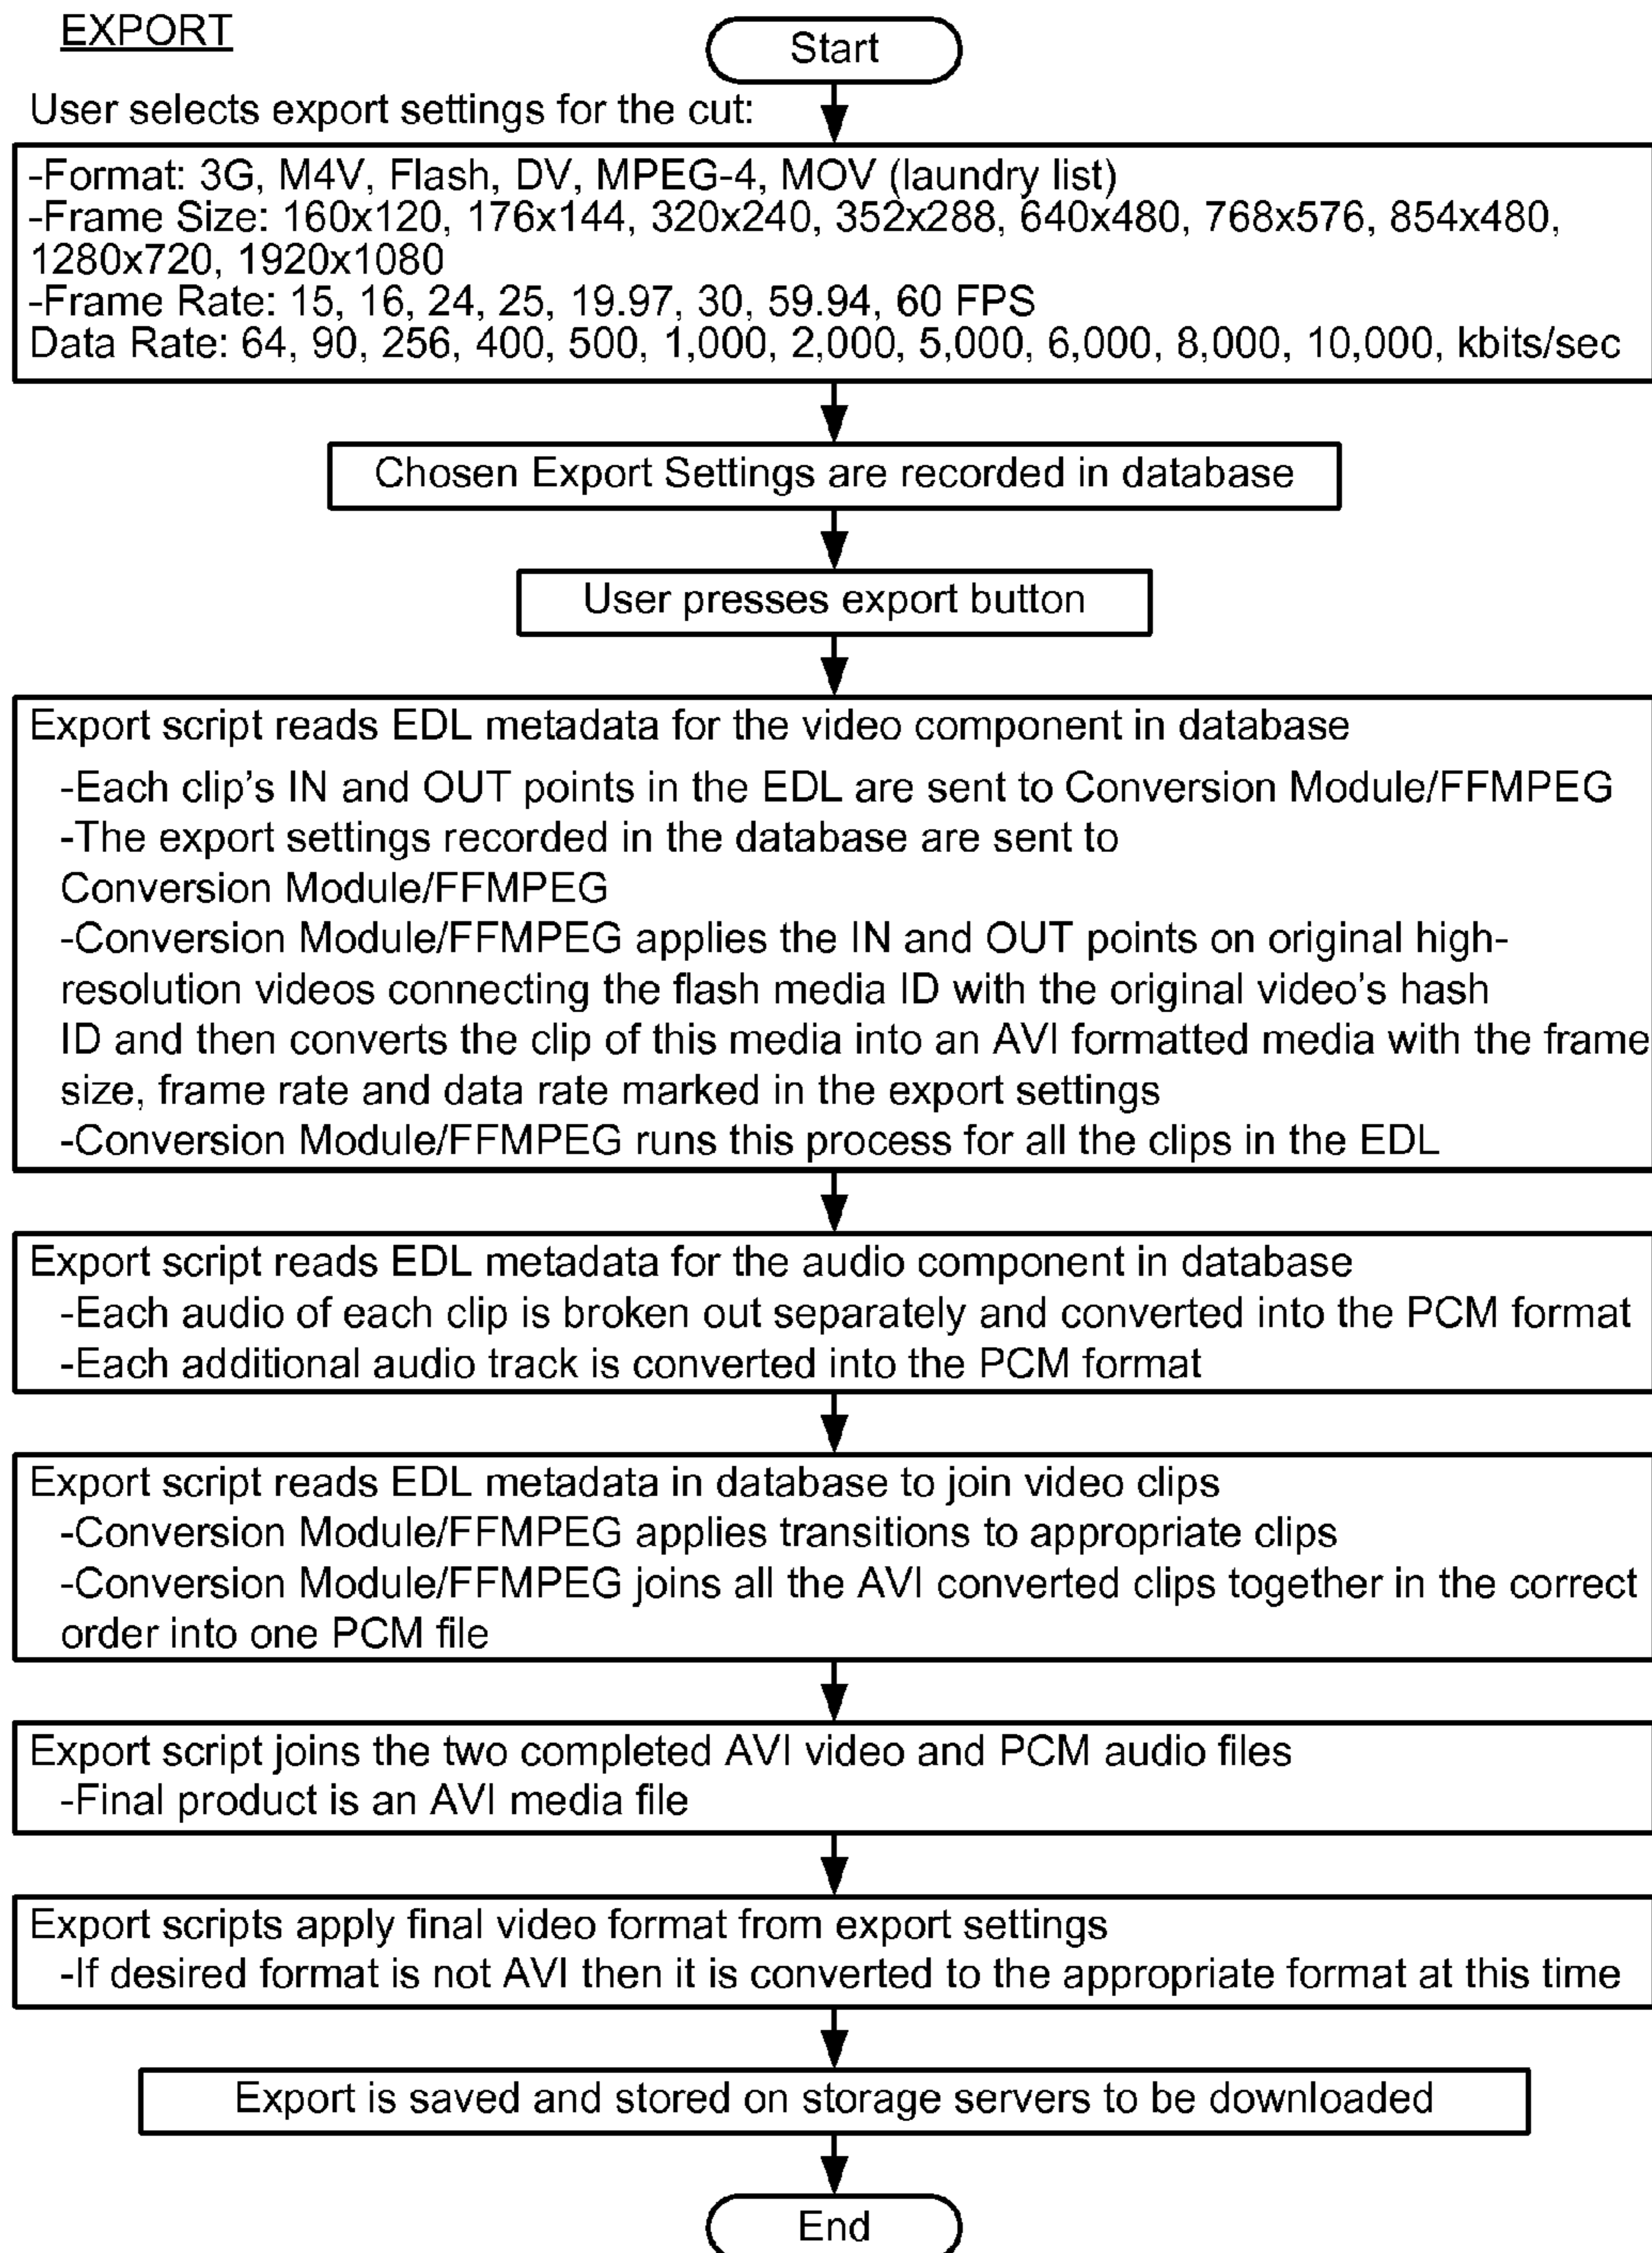 EXPORT
Start
User selects export settings for the cut:
-Format: 3G, M4V, Flash, DV, MPEG-4, MOV (laundry list)
-Frame Size: 160x120, 176x144, 320x240, 352x288, 640x480, 768x576, 854x480,
1280x720, 1920x1080
-Frame Rate: 15, 16, 24, 25, 19.97, 30, 59.94, 60 FPS
Data Rate: 64, 90, 256, 400, 500, 1,000, 2,000, 5,000, 6,000, 8,000, 10,000, kbits/sec
Chosen Export Settings are recorded in database
User presses export button
Export script reads EDL metadata for the video component in database
-Each clip's IN and OUT points in the EDL are sent to Conversion Module/FFMPEG
-The export settings recorded in the database are sent to
Conversion Module/FFMPEG
-Conversion Module/FFMPEG applies the IN and OUT points on original high-
resolution videos connecting the flash media ID with the original video's hash
ID and then converts the clip of this media into an AVI formatted media with the frame
size, frame rate and data rate marked in the export settings
-Conversion Module/FFMPEG runs this process for all the clips in the EDL
Export script reads EDL metadata for the audio component in database
-Each audio of each clip is broken out separately and converted into the PCM format
-Each additional audio track is converted into the PCM format
Export script reads EDL metadata in database to join video clips
-Conversion Module/FFMPEG applies transitions to appropriate clips
-Conversion Module/FFMPEG joins all the AVI converted clips together in the correct
order into one PCM file
Export script joins the two completed AVI video and PCM audio files
-Final product is an AVI media file
Export scripts apply final video format from export settings
-If desired format is not AVI then it is converted to the appropriate format at this time
Export is saved and stored on storage servers to be downloaded
End